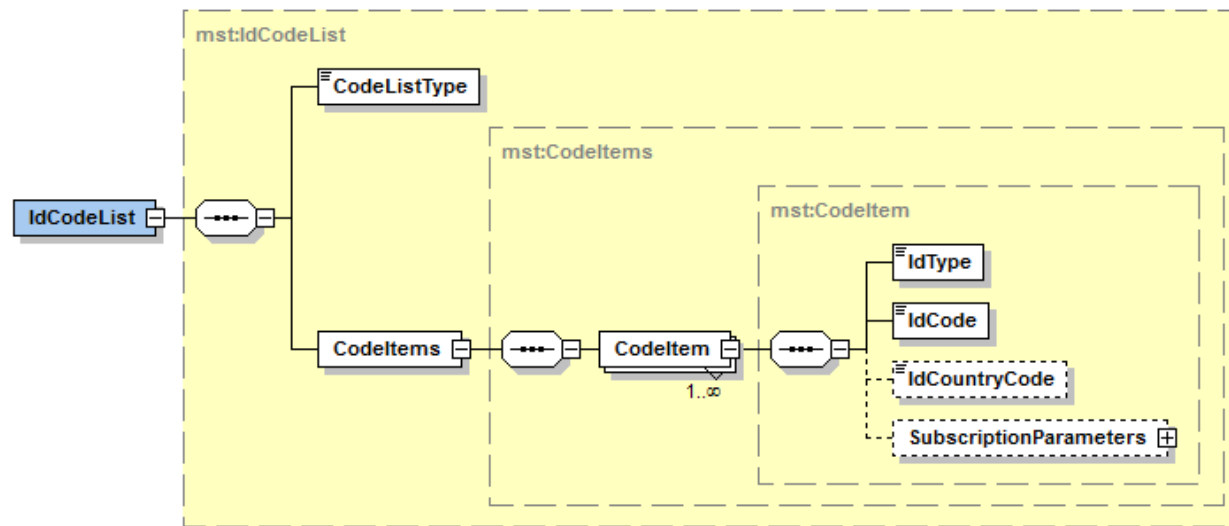 mst:IdCodeList
CodeListType
mst:CodeItems
mst:CodeItem
IdCodeList
IdType
IdCode
CodeItems
CodeItem
1..∞
IdCountryCode
SubscriptionParameters